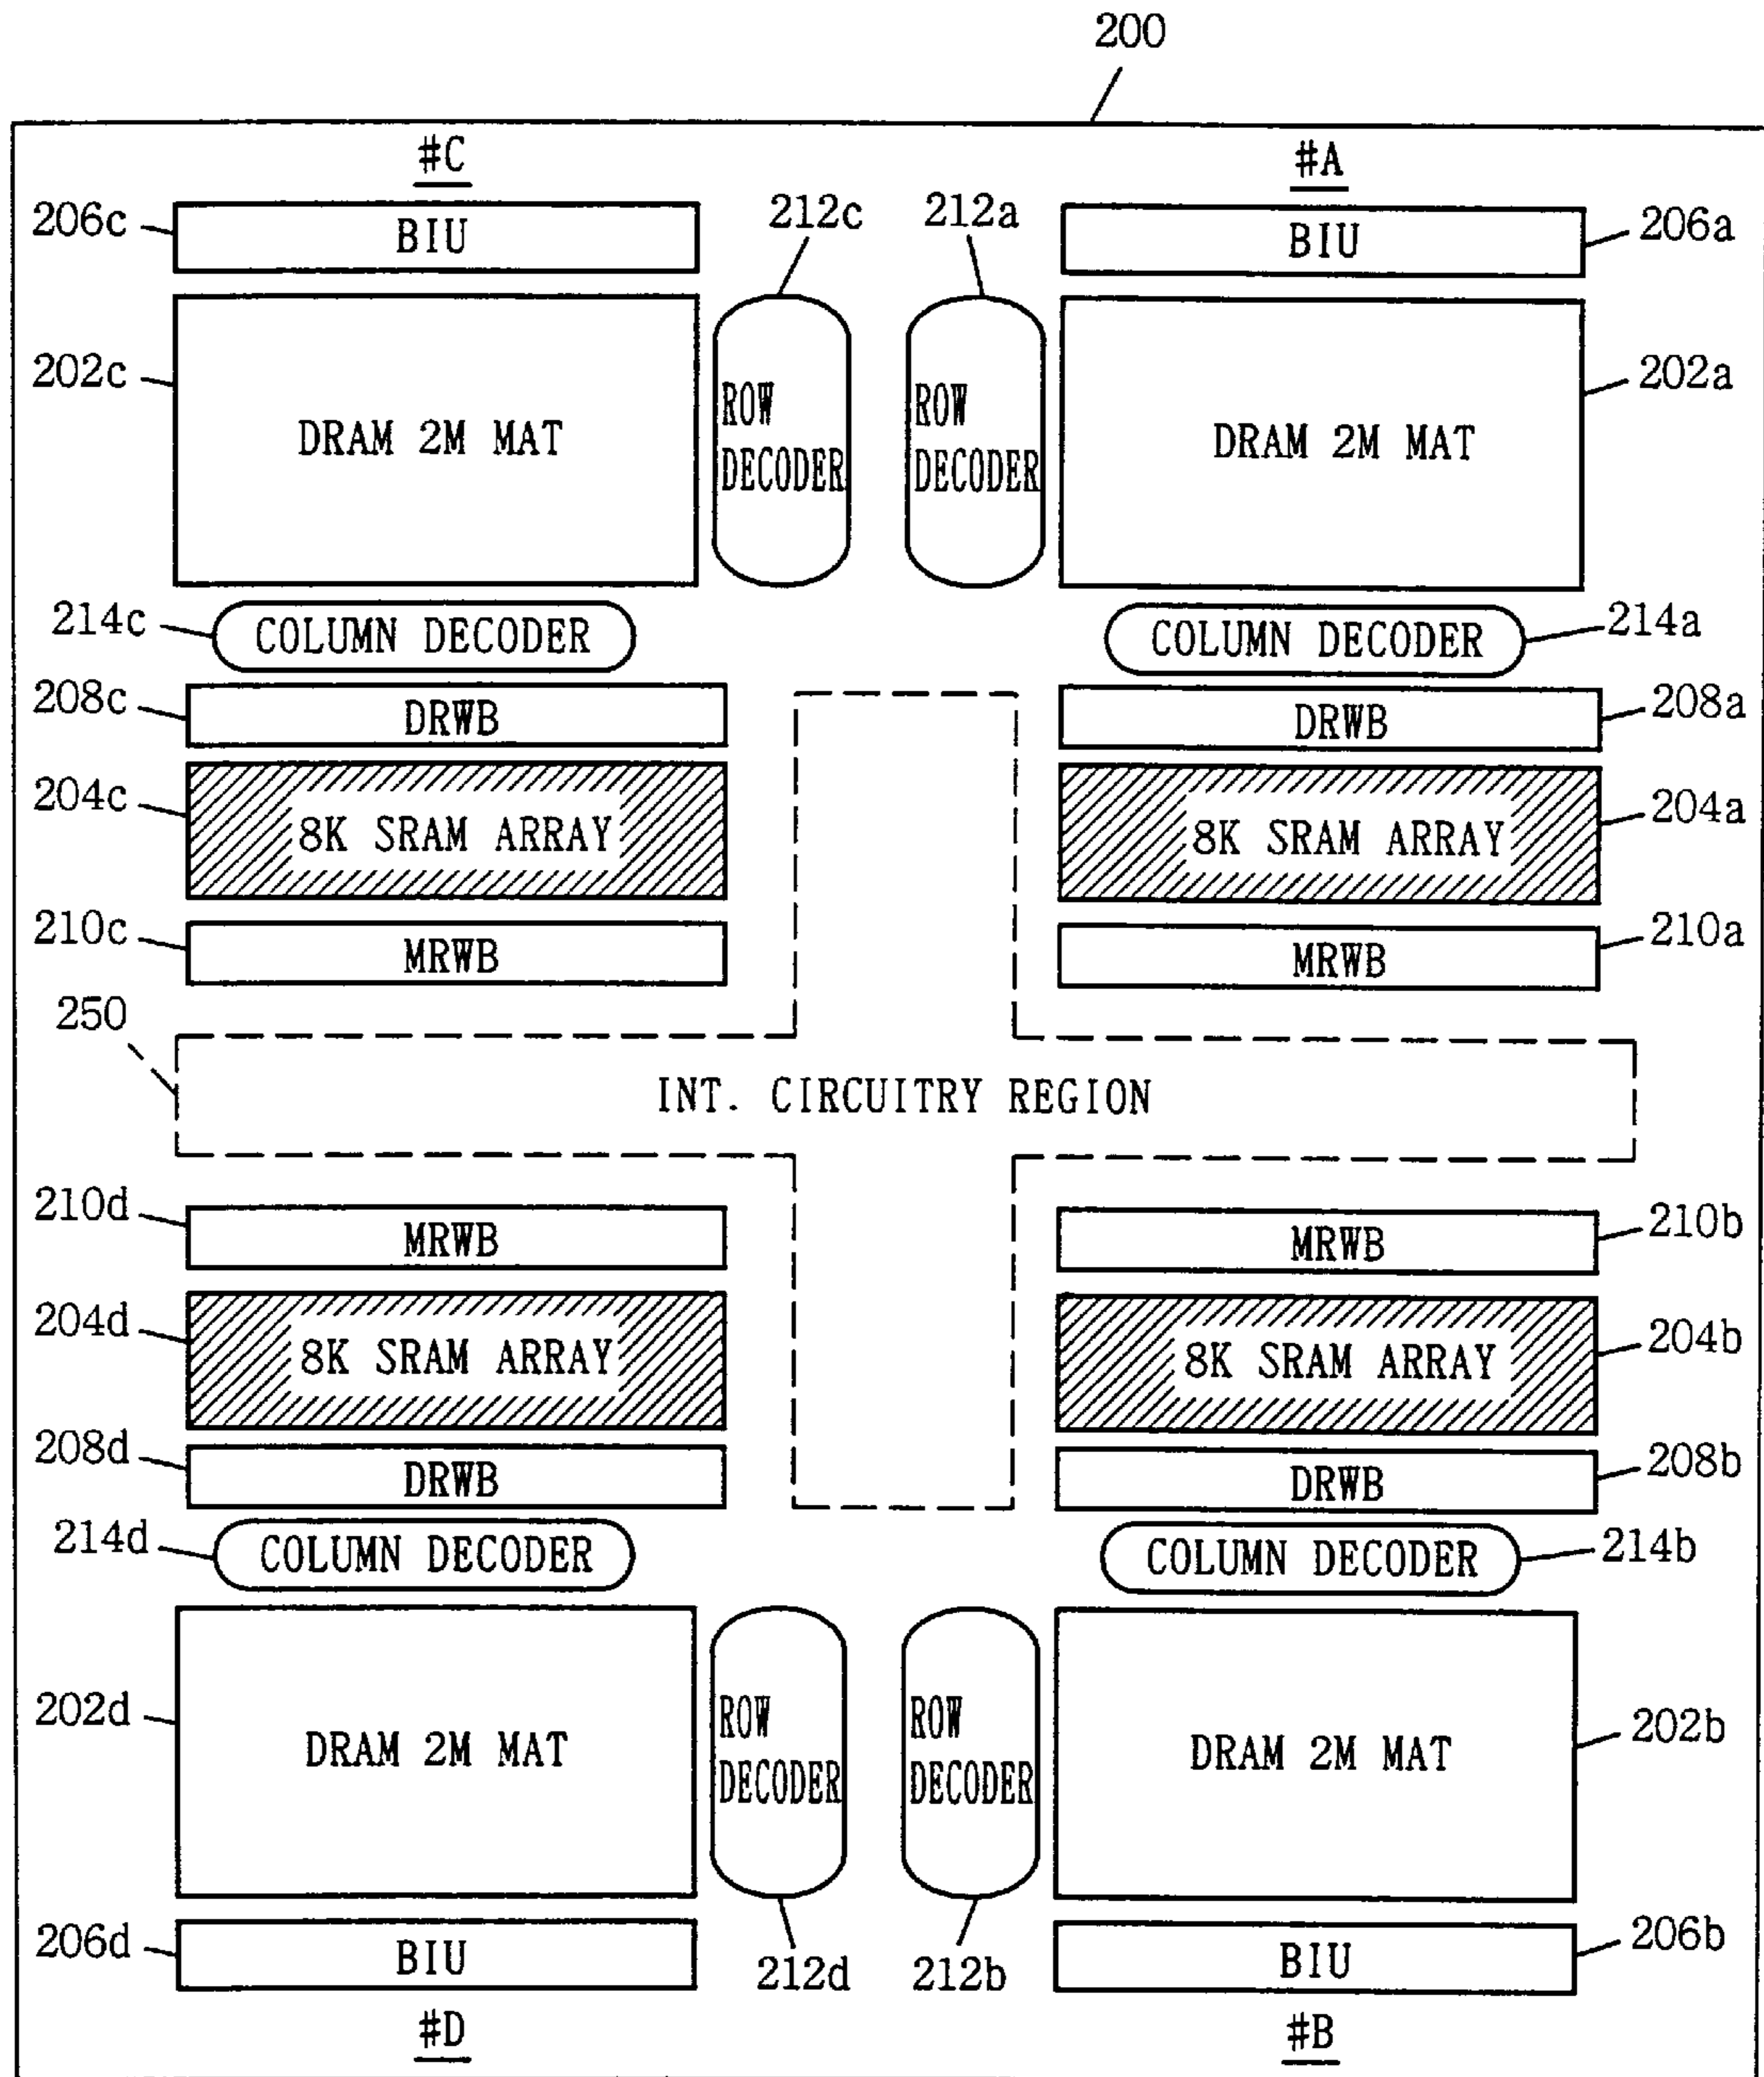 200
#C
#A
206c
BIU
212c
212a
BIU
206a
202c
DRAM 2M MAT
ROW
DECODER
ROW
DECODER
DRAM 2M MAT
202a
214c
COLUMN DECODER
COLUMN DECODER
214a
208c
DRWB
DRWB
208a
204c
8K SRAM ARRAY
8K SRAM ARRAY
204a
210c
MRWB
MRWB
210a
250
INT. CIRCUITRY REGION
210d
MRWB
MRWB
210b
204d
8K SRAM ARRAY
8K SRAM ARRAY
204b
208d
DRWB
DRWB
208b
214d
COLUMN DECODER
COLUMN DECODER
214b
202d
DRAM 2M MAT
ROW
DECODER
ROW
DECODER
DRAM 2M MAT
202b
206d
BIU
212d
212b
BIU
206b
#D
#B